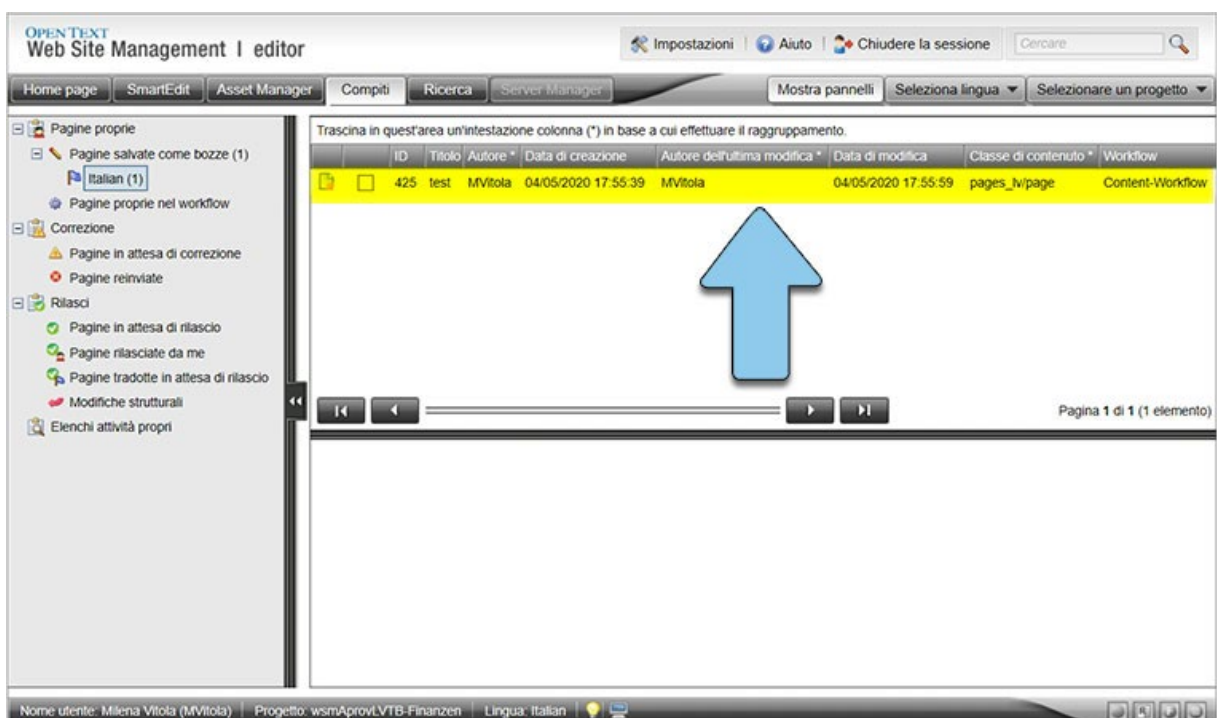 OPEN TEXT
Web Site Management | editor
Impostazioni | Aiuto | Chiudere la sessione Cercare
Home page SmartEdit Asset Manager Compiti Ricerca Server Manager Mostra pannelli Seleziona lingua Selezionare un progetto
Pagine proprie
Pagine salvate come bozze (1)
Italian (1)
Pagine proprie nel workflow
Correzione
Pagine in attesa di correzione
Pagine reinviate
Rilasci
Pagine in attesa di rilascio
Pagine rilasciate da me
Pagine tradotte in attesa di rilascio
Modifiche strutturali
Elenchi attività propri
Trascina in quest'area un'intestazione colonna (*) in base a cui effettuare il raggruppamento.
ID Titolo Autore * Data di creazione Autore dell'ultima modifica * Data di modifica Classe di contenuto * Workflow
425 test MVitola 04/05/2020 17:55:39 MVitola 04/05/2020 17:55:59 pages_lv/page Content-Workflow
Pagina 1 di 1 (1 elemento)
Nome utente: Milena Vitola (MVitola) Progetto: wsmAprovLVTB-Finanzen Lingua: Italian